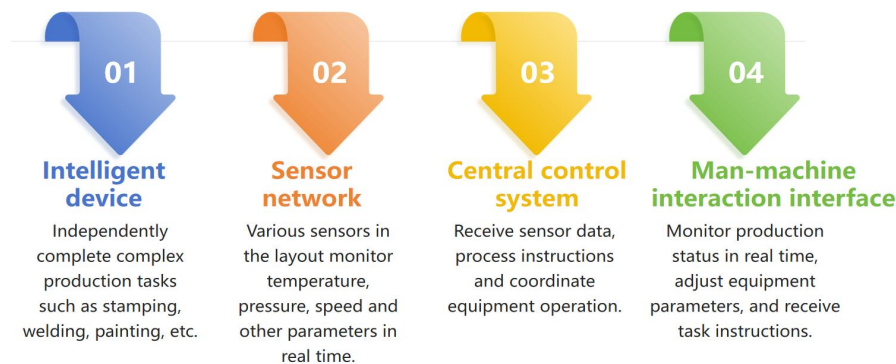 01
Intelligent
device
Independently
complete complex
production tasks
such as stamping,
welding, painting, etc.
02
Sensor
network
Various sensors in
the layout monitor
temperature,
pressure, speed and
other parameters in
real time.
03
Central control
system
Receive sensor data,
process instructions
and coordinate
equipment operation.
04
Man-machine
interaction interface
Monitor production
status in real time,
adjust equipment
parameters, and receive
task instructions.